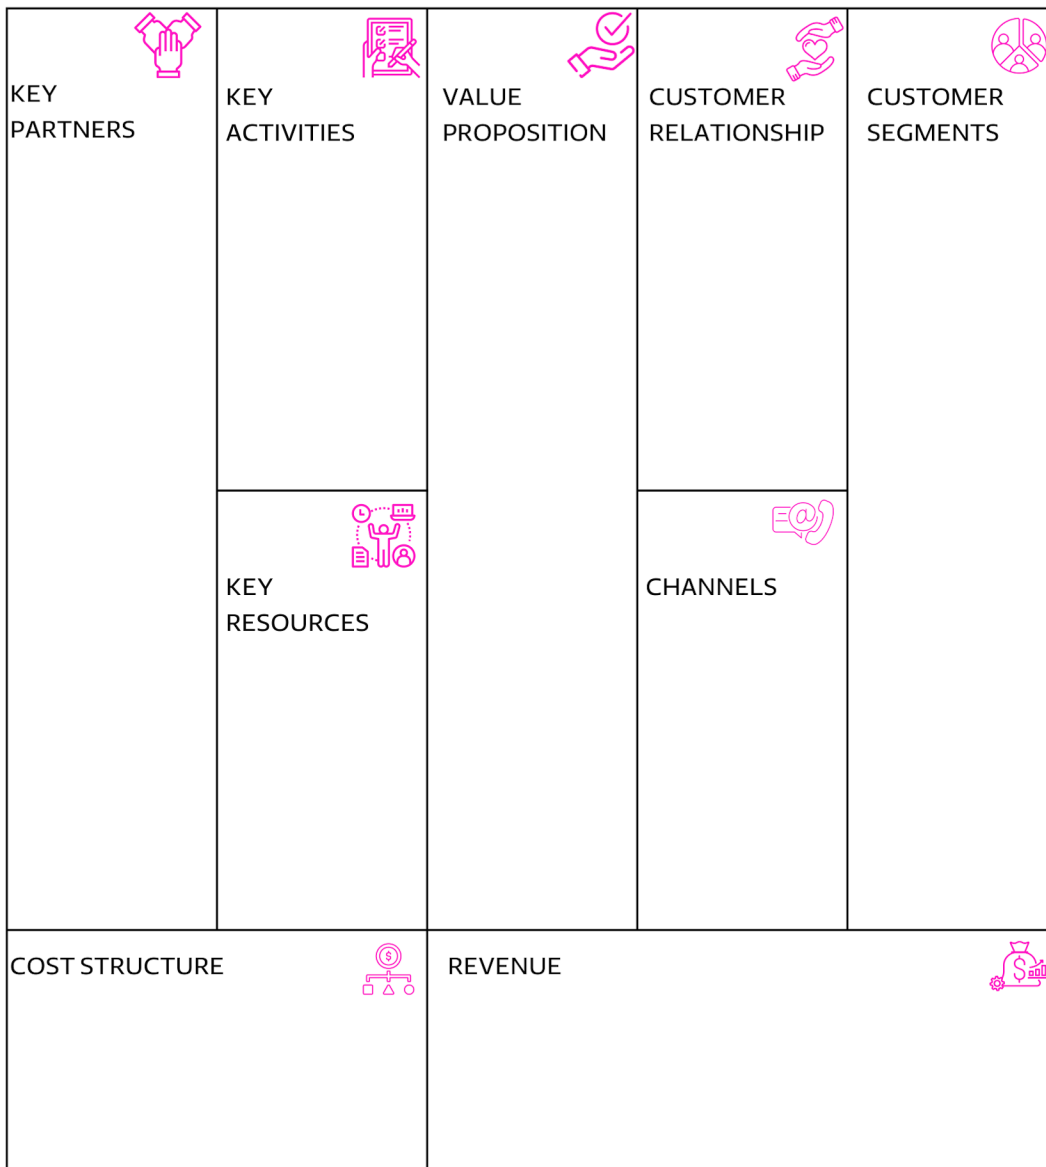 KEY
PARTNERS
KEY
ACTIVITIES
VALUE
PROPOSITION
CUSTOMER
RELATIONSHIP
CUSTOMER
SEGMENTS
KEY
RESOURCES
CHANNELS
COST STRUCTURE
REVENUE